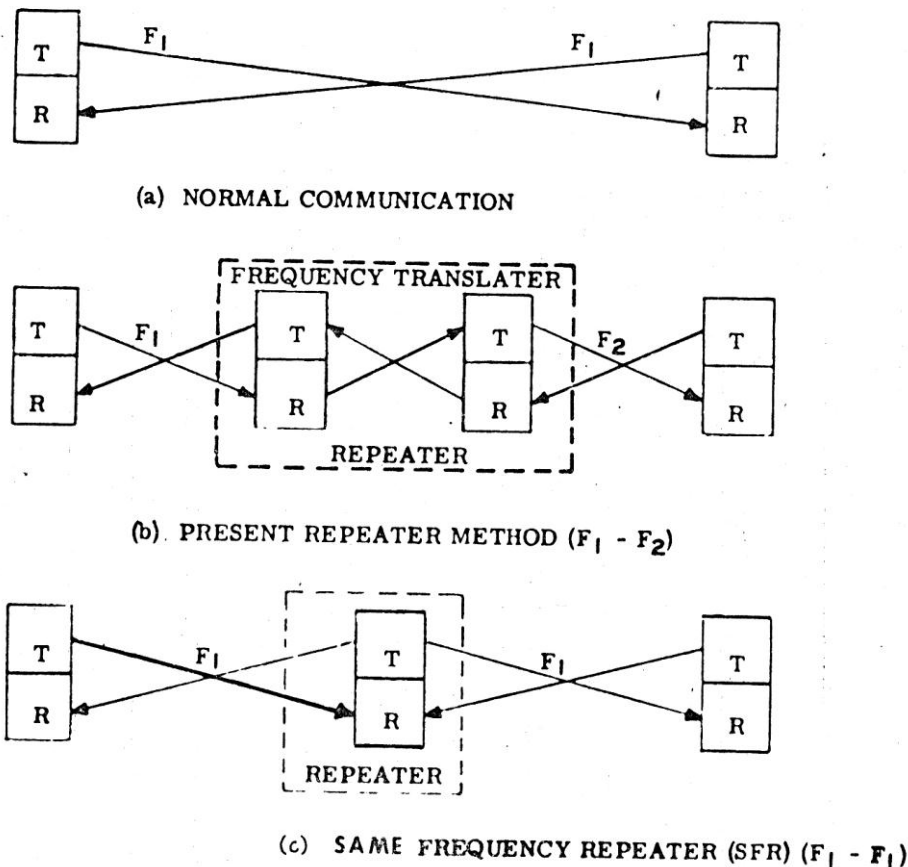 F₁ F₁
T T
R R
(a) NORMAL COMMUNICATION
FREQUENCY TRANSLATER
T F₁ T T F₂ T
R R R R
REPEATER
(b). PRESENT REPEATER METHOD (F₁ - F₂)
T F₁ T F₁ T
R R R
REPEATER
(c) SAME FREQUENCY REPEATER (SFR) (F₁ - F₁)